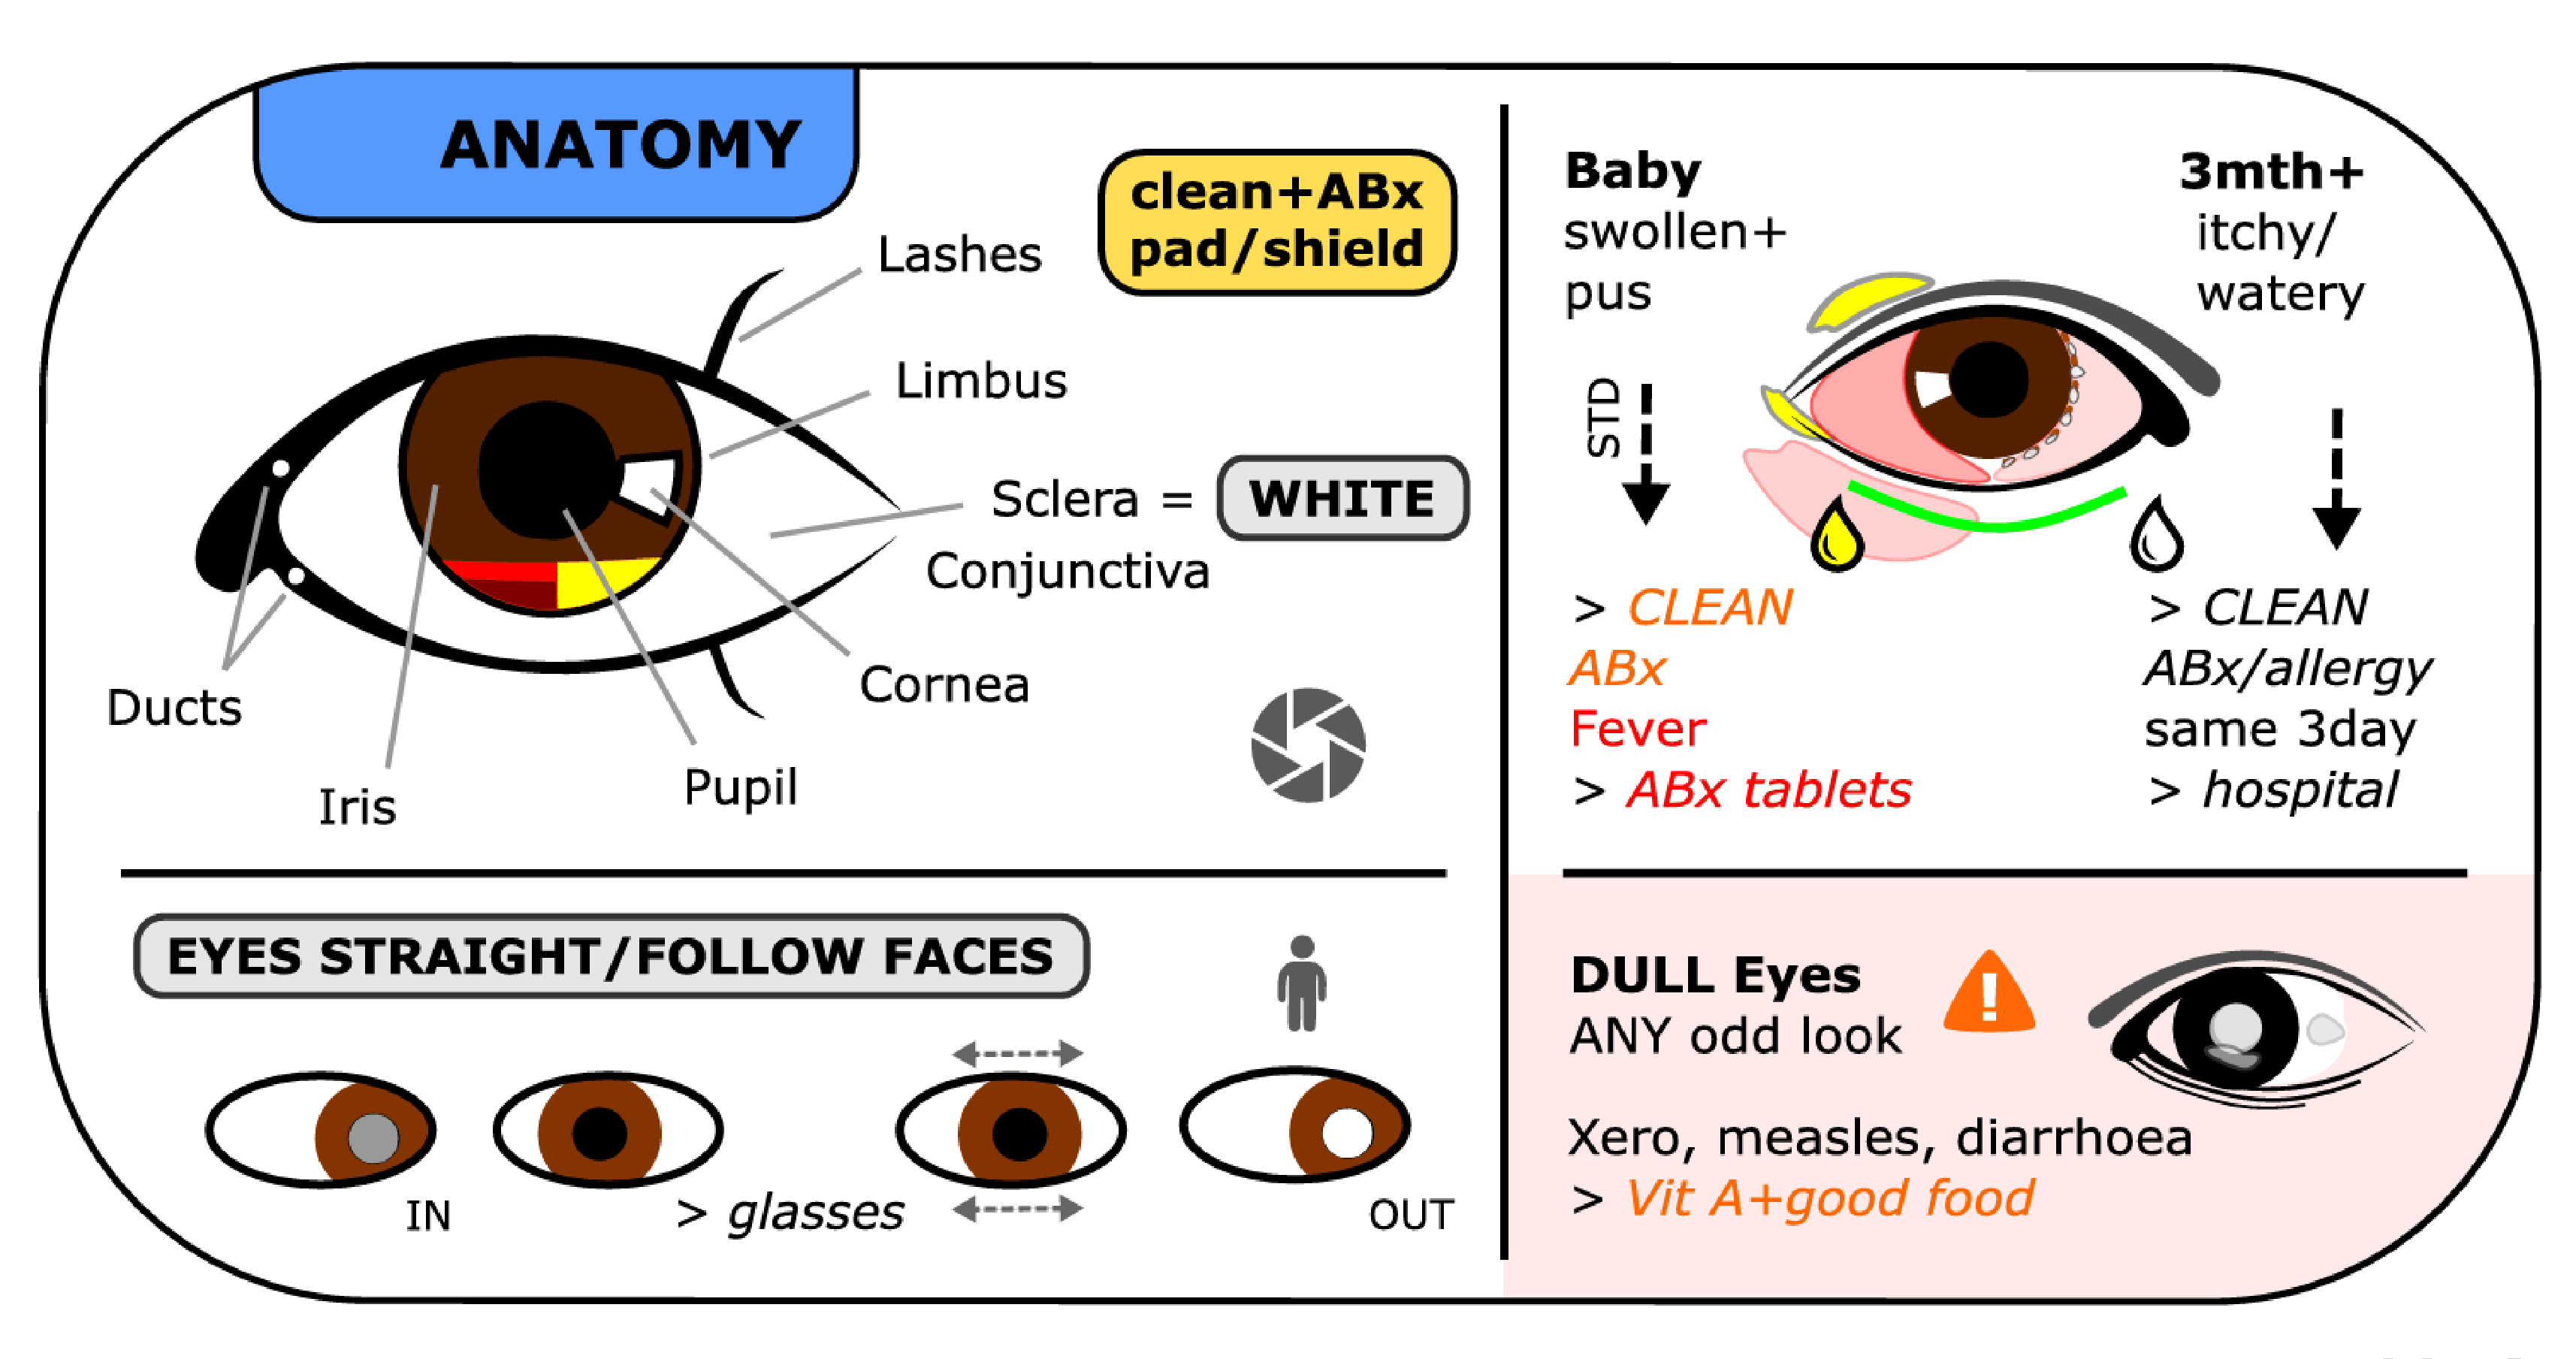 ANATOMY
clean+ABx
pad/shield
Lashes
Limbus
Sclera = WHITE
Conjunctiva
Cornea
Ducts
Iris
Pupil
Baby
swollen+
pus
STD
> CLEAN
ABx
Fever
> ABx tablets
3mth+
itchy/
watery
> CLEAN
ABx/allergy
same 3day
> hospital
EYES STRAIGHT/FOLLOW FACES
IN
> glasses
OUT
DULL Eyes
!
ANY odd look
Xero, measles, diarrhoea
> Vit A+good food